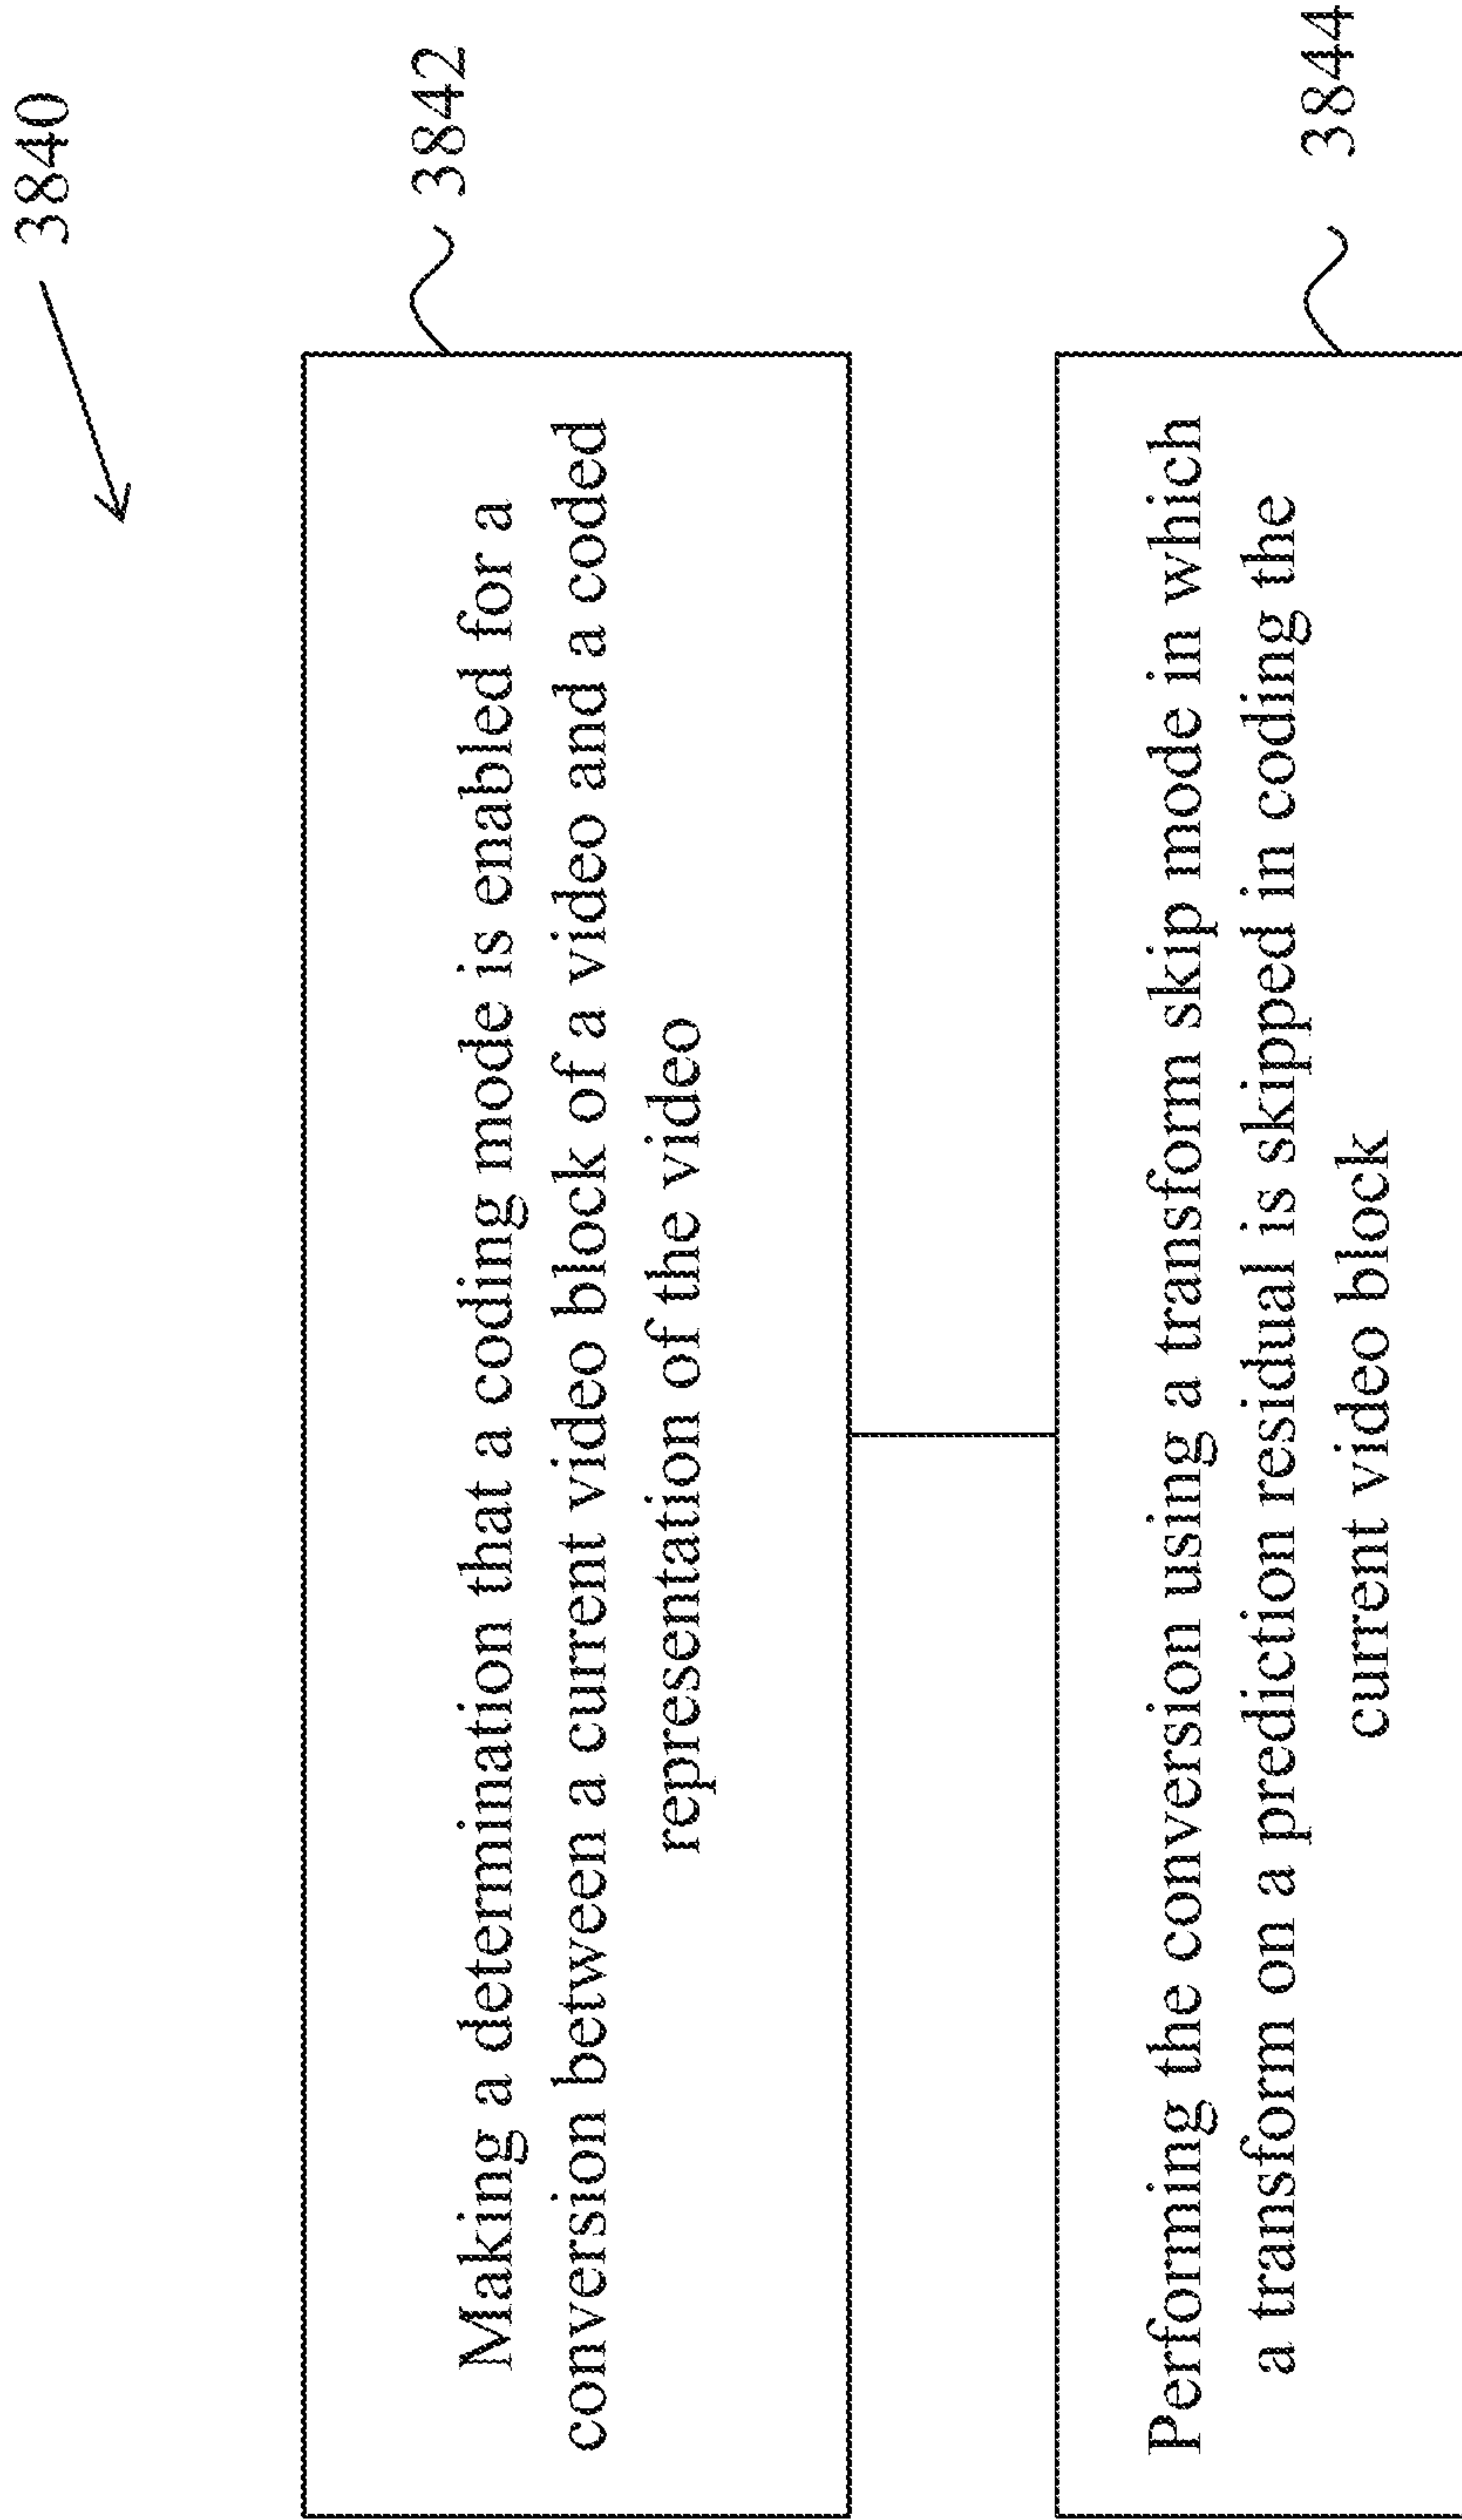 3840
Making a determination that a coding mode is enabled for a
conversion between a current video block of a video and a coded
representation of the video
3842
Performing the conversion using a transform skip mode in which
a transform on a prediction residual is skipped in coding the
current video block
3844